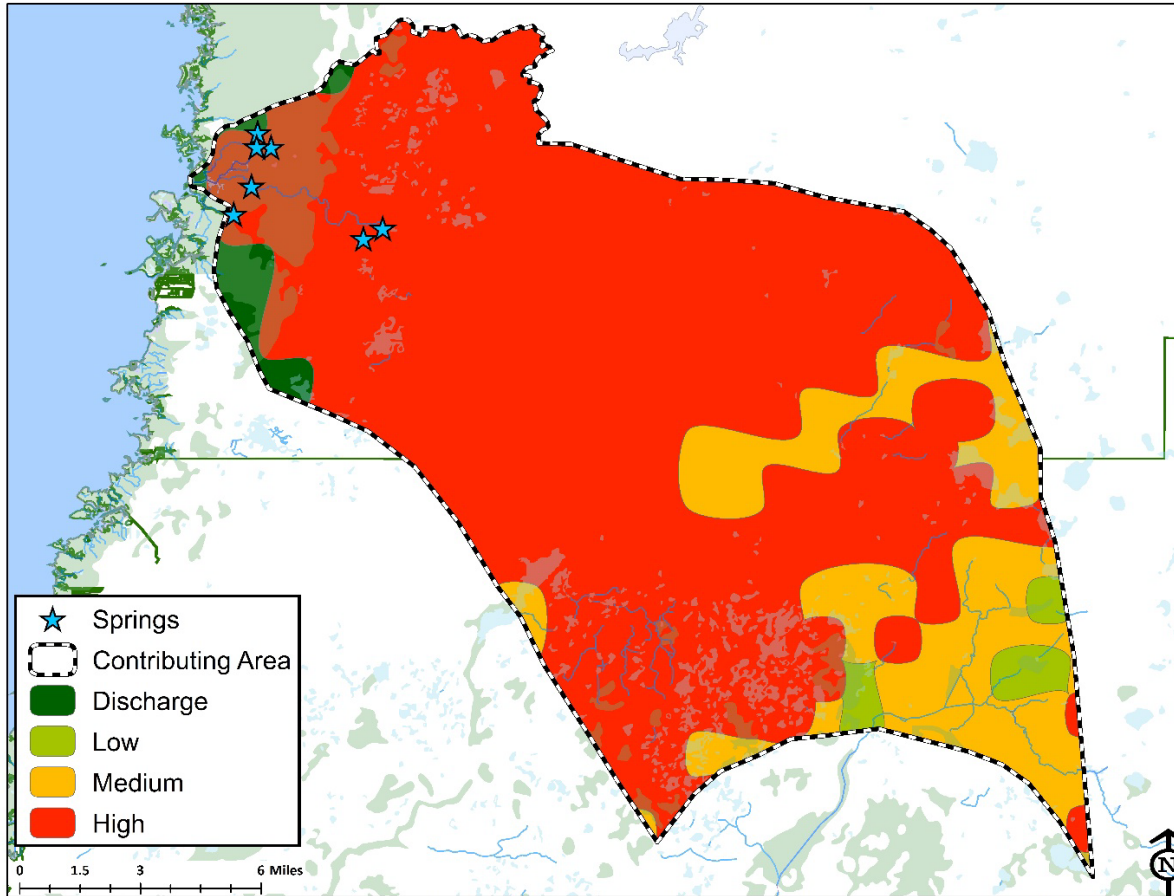 Springs
Contributing Area
Discharge
Low
Medium
High
0 1.5 3 6 Miles
N